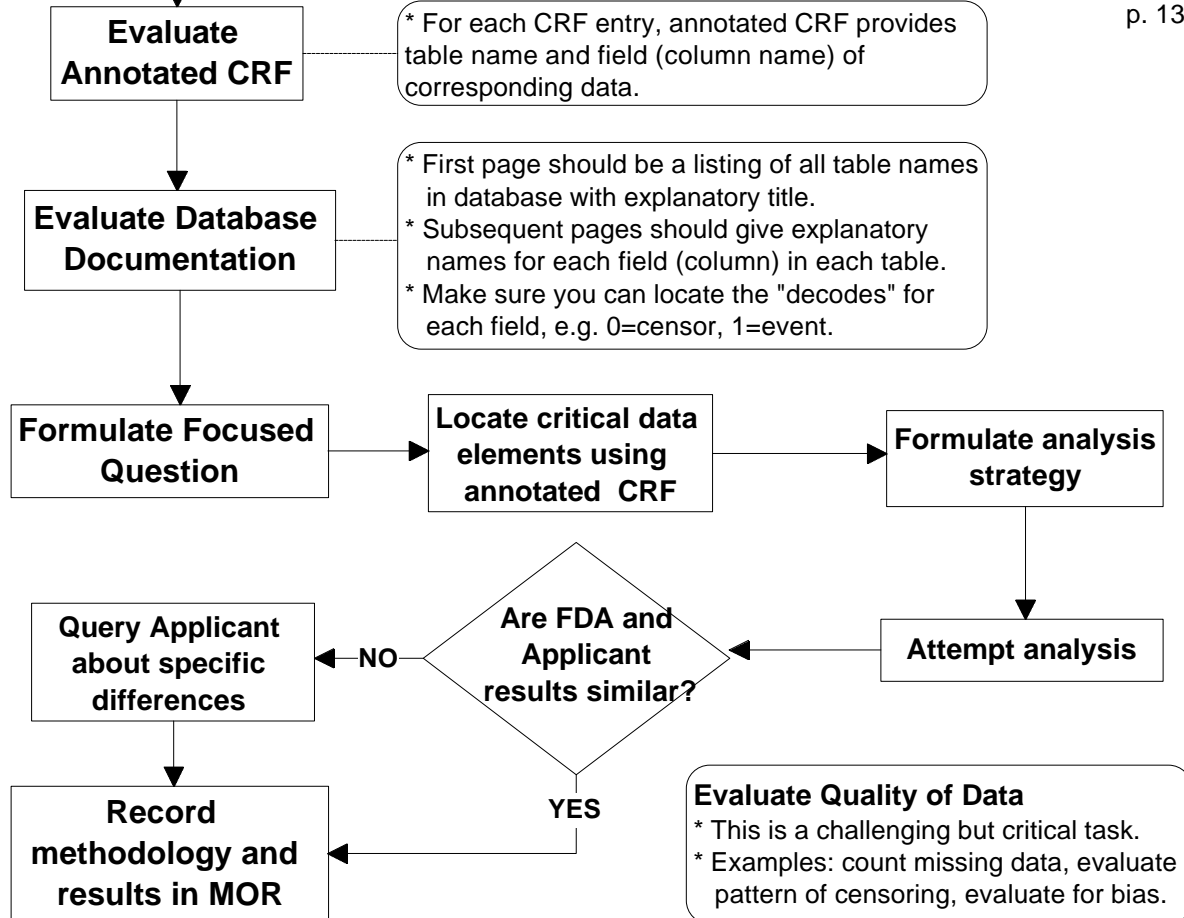 p. 13
Evaluate
Annotated CRF
* For each CRF entry, annotated CRF provides
table name and field (column name) of
corresponding data.
Evaluate Database
Documentation
* First page should be a listing of all table names
in database with explanatory title.
* Subsequent pages should give explanatory
names for each field (column) in each table.
* Make sure you can locate the "decodes" for
each field, e.g. 0=censor, 1=event.
Formulate Focused
Question
Locate critical data
elements using
annotated CRF
Formulate analysis
strategy
Attempt analysis
Are FDA and
Applicant
results similar?
NO
Query Applicant
about specific
differences
YES
Record
methodology and
results in MOR
Evaluate Quality of Data
* This is a challenging but critical task.
* Examples: count missing data, evaluate
pattern of censoring, evaluate for bias.